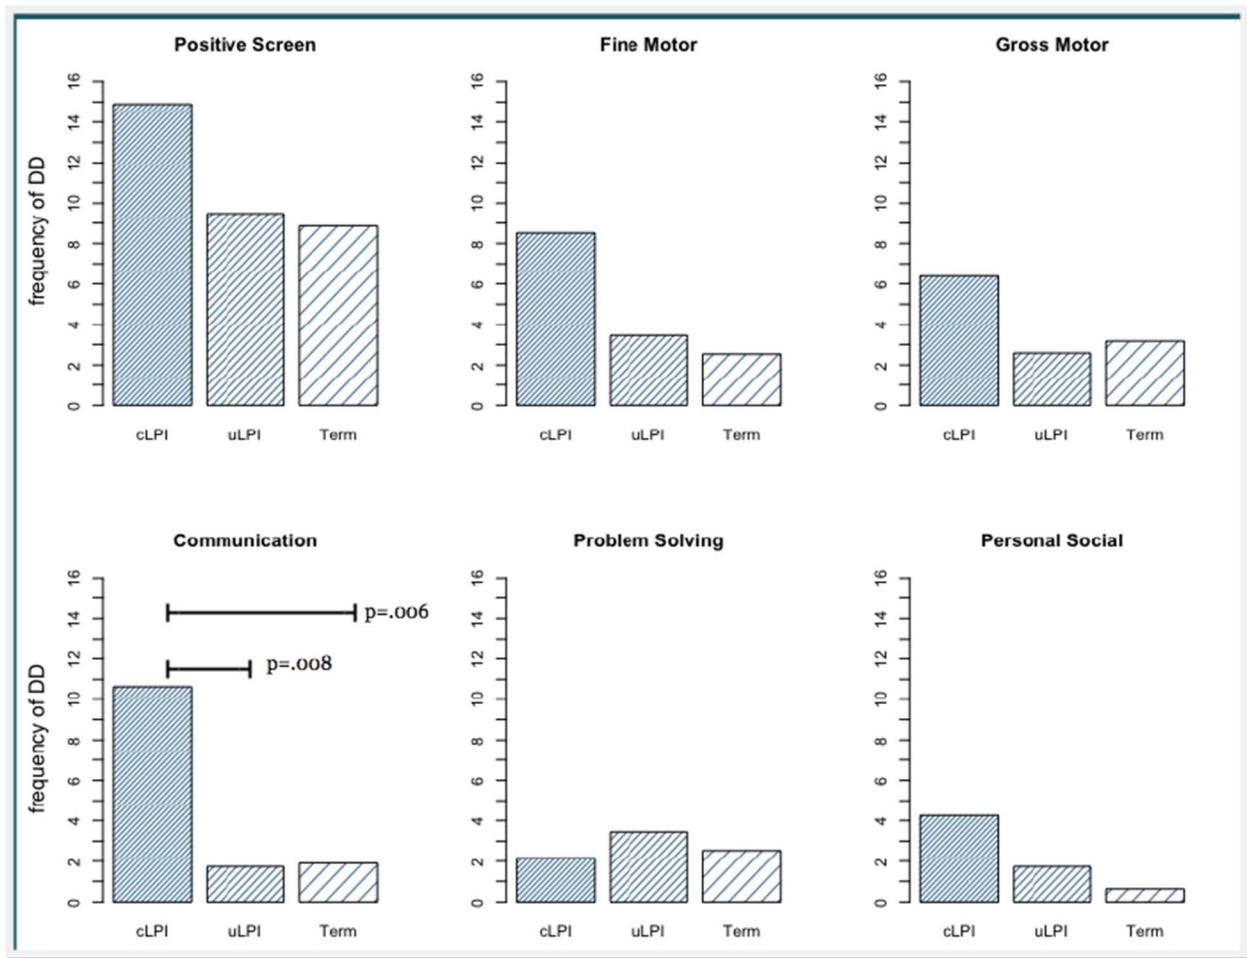 Positive Screen
Fine Motor
Gross Motor
frequency of DD
0 2 4 6 8 10 12 14 16
0 2 4 6 8 10 12 14 16
0 2 4 6 8 10 12 14 16
cLPI uLPI Term
cLPI uLPI Term
cLPI uLPI Term
Communication
Problem Solving
Personal Social
frequency of DD
0 2 4 6 8 10 12 14 16
p=.006
p=.008
0 2 4 6 8 10 12 14 16
0 2 4 6 8 10 12 14 16
cLPI uLPI Term
cLPI uLPI Term
cLPI uLPI Term